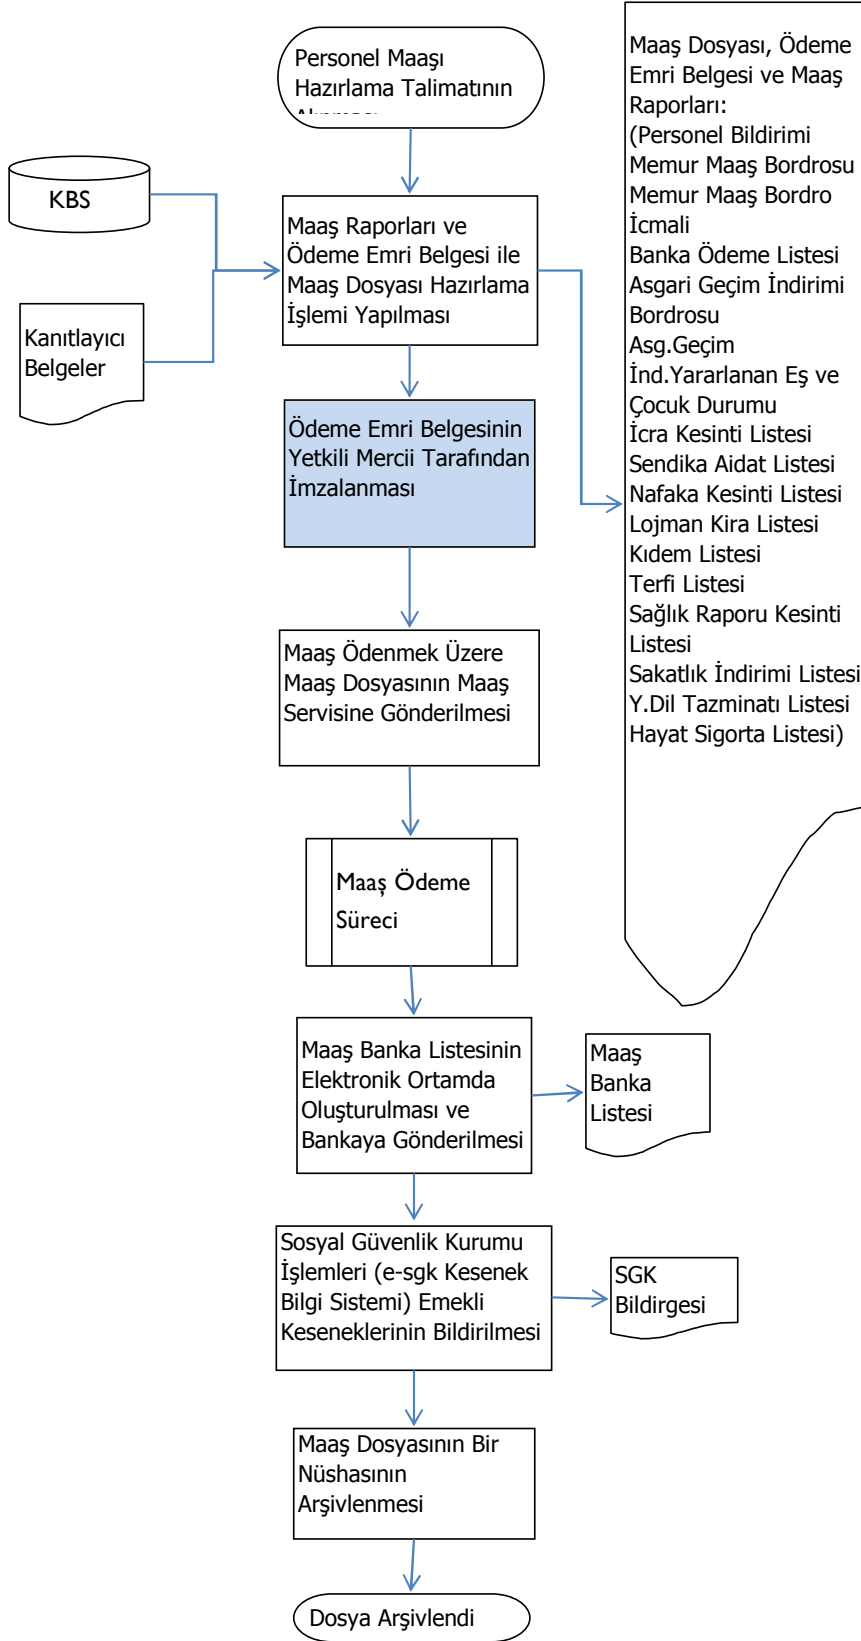 Personel Maaşı
Hazırlama Talimatının
KBS
Kanıtlayıcı
Belgeler
Maaş Raporları ve
Ödeme Emri Belgesi ile
Maaş Dosyası Hazırlama
İşlemi Yapılması
Maaş Dosyası, Ödeme
Emri Belgesi ve Maaş
Raporları:
(Personel Bildirimi
Memur Maaş Bordrosu
Memur Maaş Bordro
İcmali
Banka Ödeme Listesi
Asgari Geçim İndirimi
Bordrosu
Asg.Geçim
İnd.Yararlanan Eş ve
Çocuk Durumu
İcra Kesinti Listesi
Sendika Aidat Listesi
Nafaka Kesinti Listesi
Lojman Kira Listesi
Kıdem Listesi
Terfi Listesi
Sağlık Raporu Kesinti
Listesi
Sakatlık İndirimi Listesi
Y.Dil Tazminatı Listesi
Hayat Sigorta Listesi)
Ödeme Emri Belgesinin
Yetkili Mercii Tarafından
İmzalanması
Maaş Ödenmek Üzere
Maaş Dosyasının Maaş
Servisine Gönderilmesi
Maaş Ödeme
Süreci
Maaş Banka Listesinin
Elektronik Ortamda
Oluşturulması ve
Bankaya Gönderilmesi
Maaş
Banka
Listesi
Sosyal Güvenlik Kurumu
İşlemleri (e-sgk Kesenek
Bilgi Sistemi) Emekli
Keseneklerinin Bildirilmesi
SGK
Bildirgesi
Maaş Dosyasının Bir
Nüshasının
Arşivlenmesi
Dosya Arşivlendi